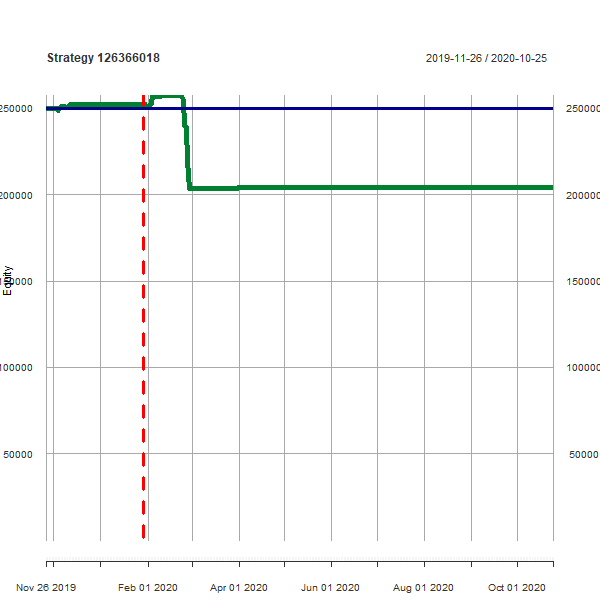 Strategy 126366018
2019-11-26 / 2020-10-25
250000
250000
200000
200000
Equity
150000
150000
100000
100000
50000
50000
Nov 26 2019
Feb 01 2020
Apr 01 2020
Jun 01 2020
Aug 01 2020
Oct 01 2020